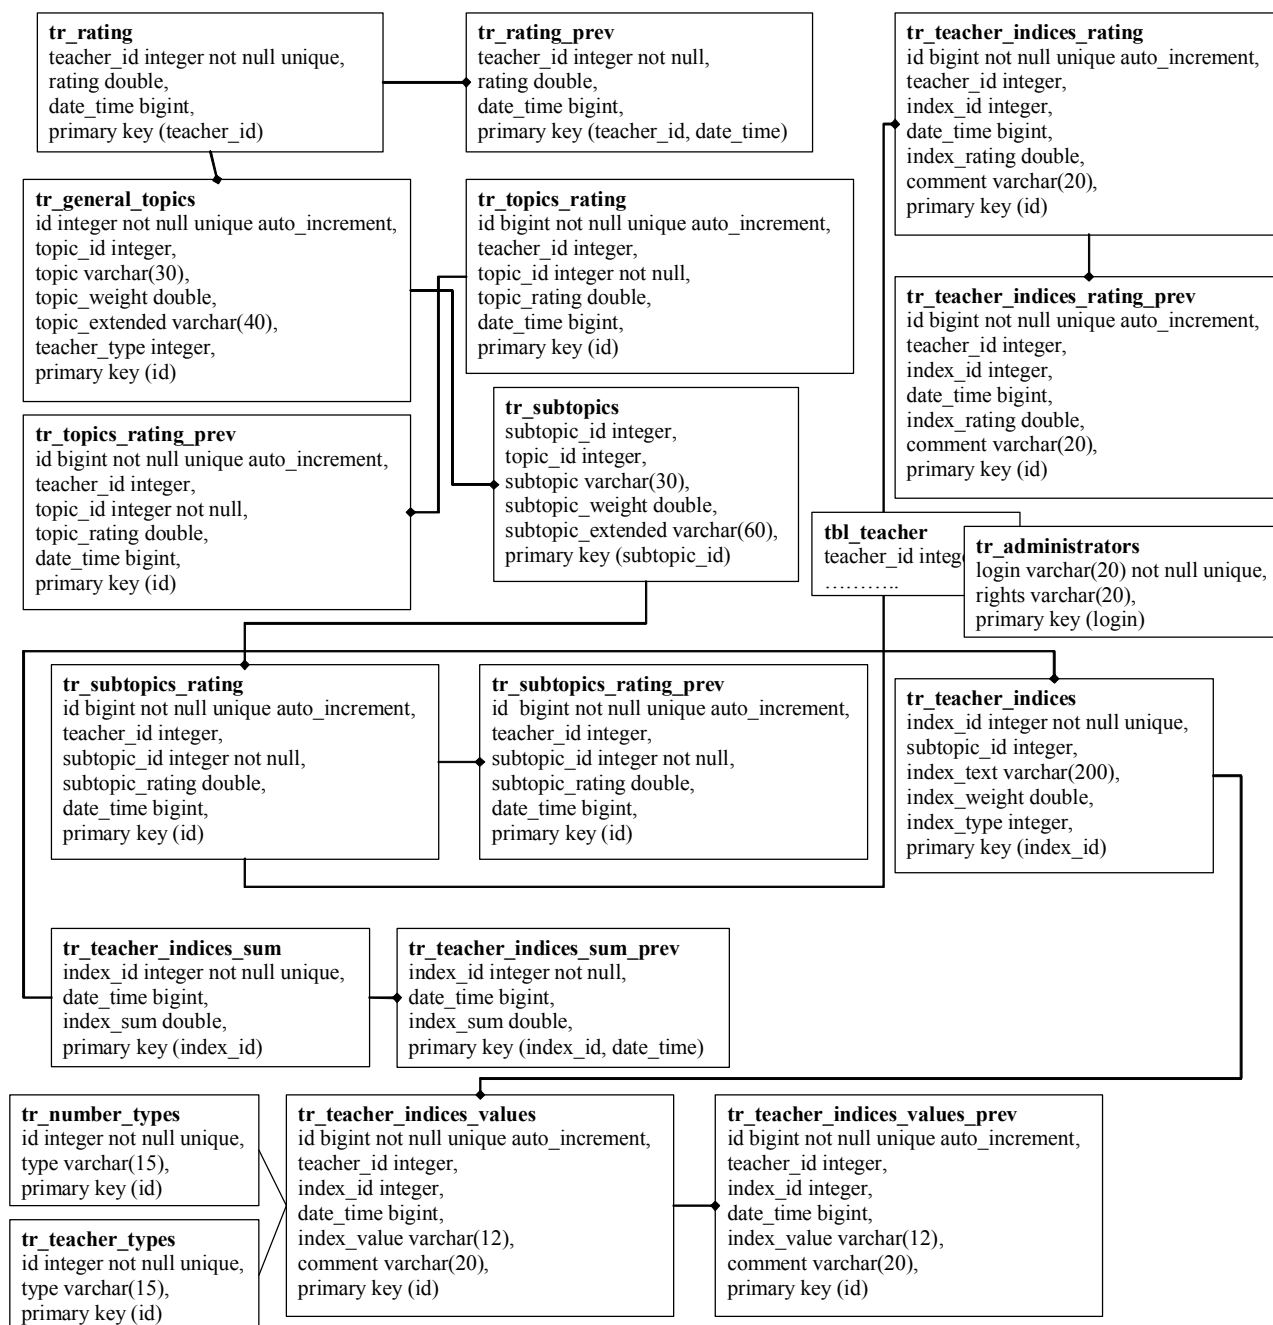 tr_rating
teacher_id integer not null unique,
rating double,
date_time bigint,
primary key (teacher_id)
tr_rating_prev
teacher_id integer not null,
rating double,
date_time bigint,
primary key (teacher_id, date_time)
tr_teacher_indices_rating
id bigint not null unique auto_increment,
teacher_id integer,
index_id integer,
date_time bigint,
index_rating double,
comment varchar(20),
primary key (id)
tr_general_topics
id integer not null unique auto_increment,
topic_id integer,
topic varchar(30),
topic_weight double,
topic_extended varchar(40),
teacher_type integer,
primary key (id)
tr_topics_rating
id bigint not null unique auto_increment,
teacher_id integer,
topic_id integer not null,
topic_rating double,
date_time bigint,
primary key (id)
tr_teacher_indices_rating_prev
id bigint not null unique auto_increment,
teacher_id integer,
index_id integer,
date_time bigint,
index_rating double,
comment varchar(20),
primary key (id)
tr_topics_rating_prev
id bigint not null unique auto_increment,
teacher_id integer,
topic_id integer not null,
topic_rating double,
date_time bigint,
primary key (id)
tr_subtopics
subtopic_id integer,
topic_id integer,
subtopic varchar(30),
subtopic_weight double,
subtopic_extended varchar(60),
primary key (subtopic_id)
tbl_teacher
teacher_id intege
………..
tr_administrators
login varchar(20) not null unique,
rights varchar(20),
primary key (login)
tr_subtopics_rating
id bigint not null unique auto_increment,
teacher_id integer,
subtopic_id integer not null,
subtopic_rating double,
date_time bigint,
primary key (id)
tr_subtopics_rating_prev
id bigint not null unique auto_increment,
teacher_id integer,
subtopic_id integer not null,
subtopic_rating double,
date_time bigint,
primary key (id)
tr_teacher_indices
index_id integer not null unique,
subtopic_id integer,
index_text varchar(200),
index_weight double,
index_type integer,
primary key (index_id)
tr_teacher_indices_sum
index_id integer not null unique,
date_time bigint,
index_sum double,
primary key (index_id)
tr_teacher_indices_sum_prev
index_id integer not null,
date_time bigint,
index_sum double,
primary key (index_id, date_time)
tr_number_types
id integer not null unique,
type varchar(15),
primary key (id)
tr_teacher_types
id integer not null unique,
type varchar(15),
primary key (id)
tr_teacher_indices_values
id bigint not null unique auto_increment,
teacher_id integer,
index_id integer,
date_time bigint,
index_value varchar(12),
comment varchar(20),
primary key (id)
tr_teacher_indices_values_prev
id bigint not null unique auto_increment,
teacher_id integer,
index_id integer,
date_time bigint,
index_value varchar(12),
comment varchar(20),
primary key (id)